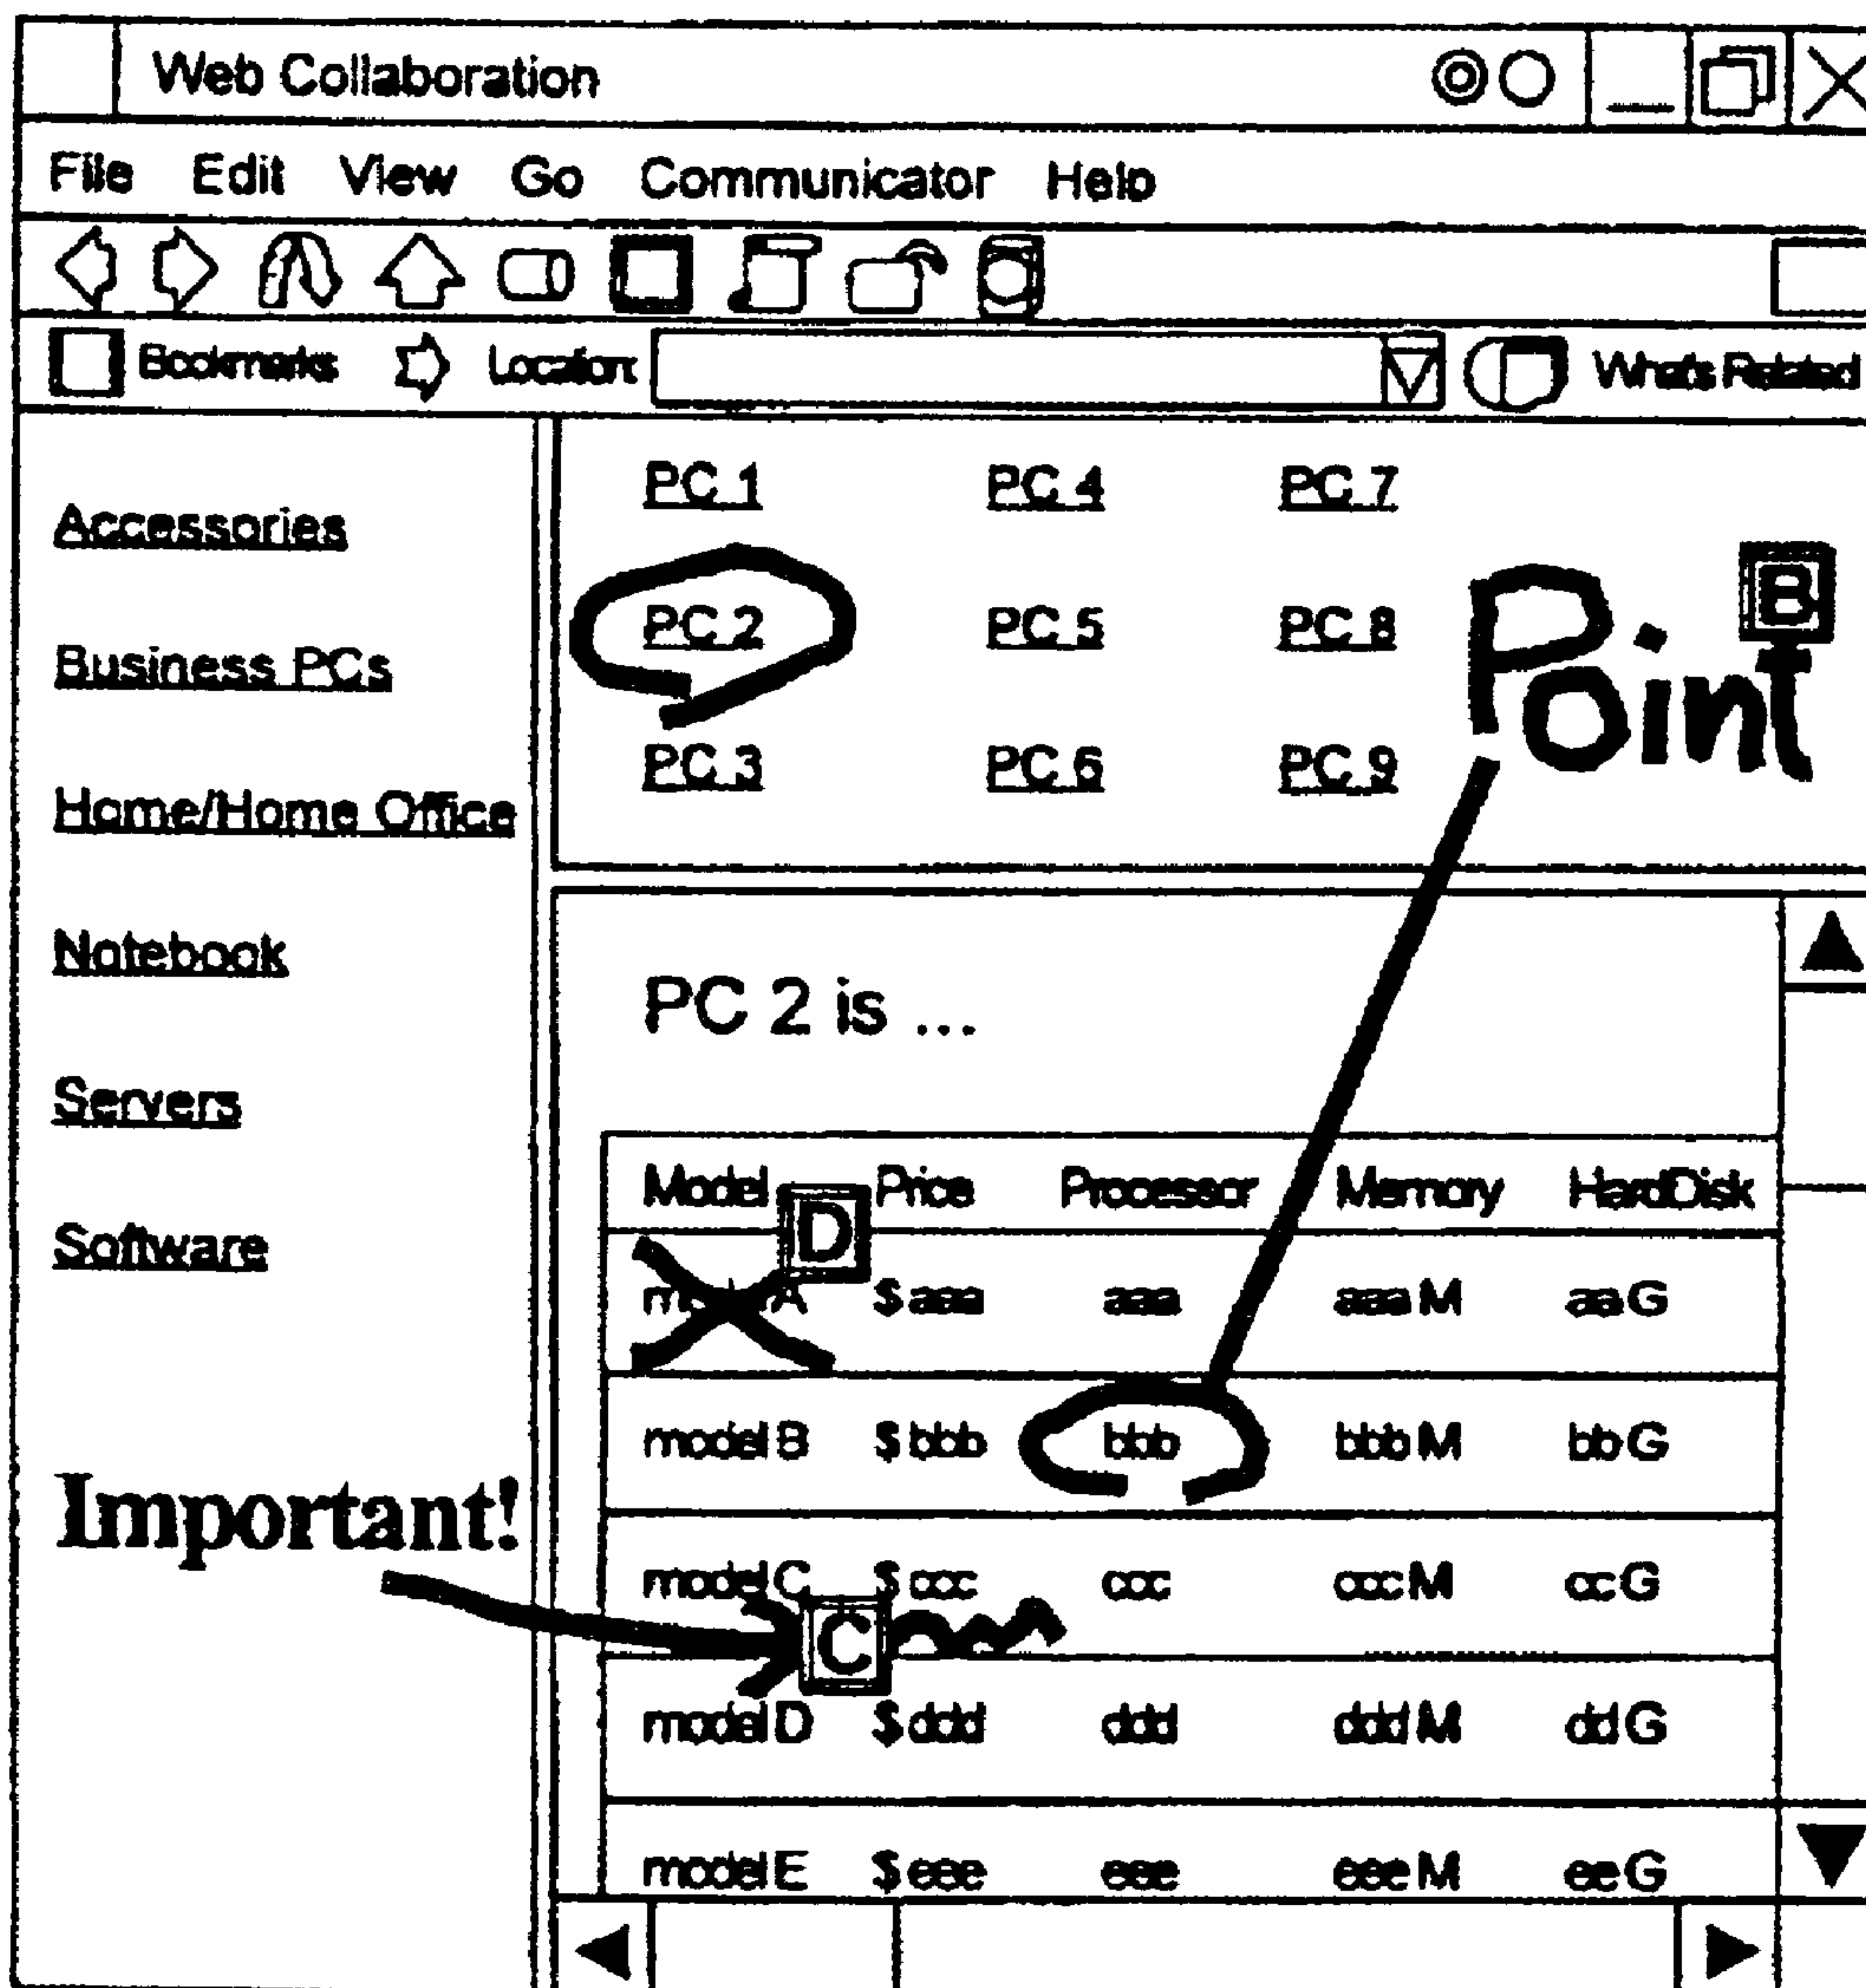 Web Collaboration
File Edit View Go Communicator Help
Bookmarks Location: What's Related
Accessories
Business PCs
Home/Home Office
Notebook
Servers
Software
Important!
PC 1 PC 4 PC 7
PC 2 PC 5 PC 8
PC 3 PC 6 PC 9
B
Point
PC 2 is ...
Model Price Processor Memory HardDisk
D
model A $ aaa aaa aaa M aa G
model B $ bbb bbb bbb M bb G
model C $ ccc ccc ccc M cc G
C
model D $ ddd ddd ddd M dd G
model E $ eee eee eee M ee G